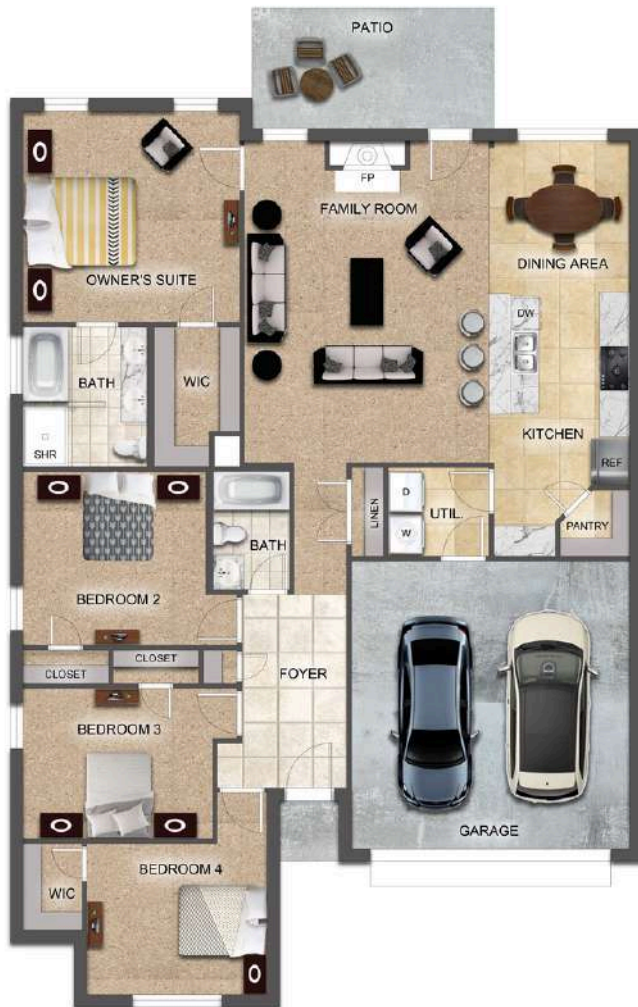 PATIO
FP
FAMILY ROOM
OWNER'S SUITE
DINING AREA
DW
BATH
WIC
KITCHEN
SHR
REF
D
LINEN
UTIL
W
PANTRY
BATH
BEDROOM 2
CLOSET
CLOSET
FOYER
BEDROOM 3
GARAGE
BEDROOM 4
WIC